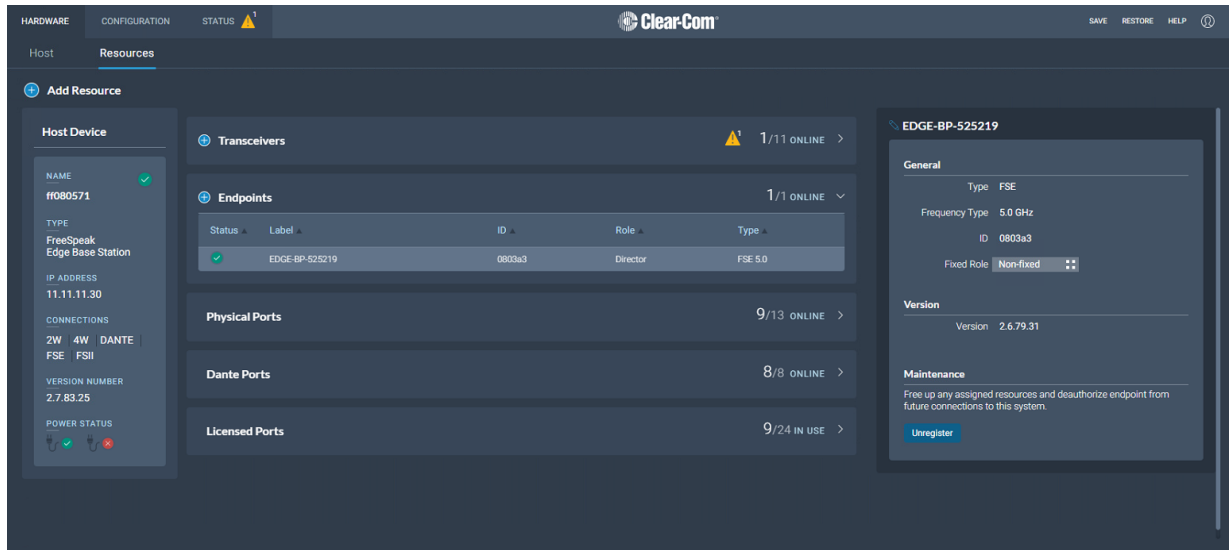 HARDWARE CONFIGURATION STATUS 1 Clear-Com SAVE RESTORE HELP
Host Resources
Add Resource
Host Device
NAME
ff080571
TYPE
FreeSpeak
Edge Base Station
IP ADDRESS
11.11.11.30
CONNECTIONS
2W 4W DANTE
FSE FSII
VERSION NUMBER
2.7.83.25
POWER STATUS
Transceivers 1 1/11 ONLINE
Endpoints 1/1 ONLINE
Status Label ID Role Type
EDGE-BP-525219 0803a3 Director FSE 5.0
Physical Ports 9/13 ONLINE
Dante Ports 8/8 ONLINE
Licensed Ports 9/24 IN USE
EDGE-BP-525219
General
Type FSE
Frequency Type 5.0 GHz
ID 0803a3
Fixed Role Non-fixed
Version
Version 2.6.79.31
Maintenance
Free up any assigned resources and deauthorize endpoint from
future connections to this system.
Unregister